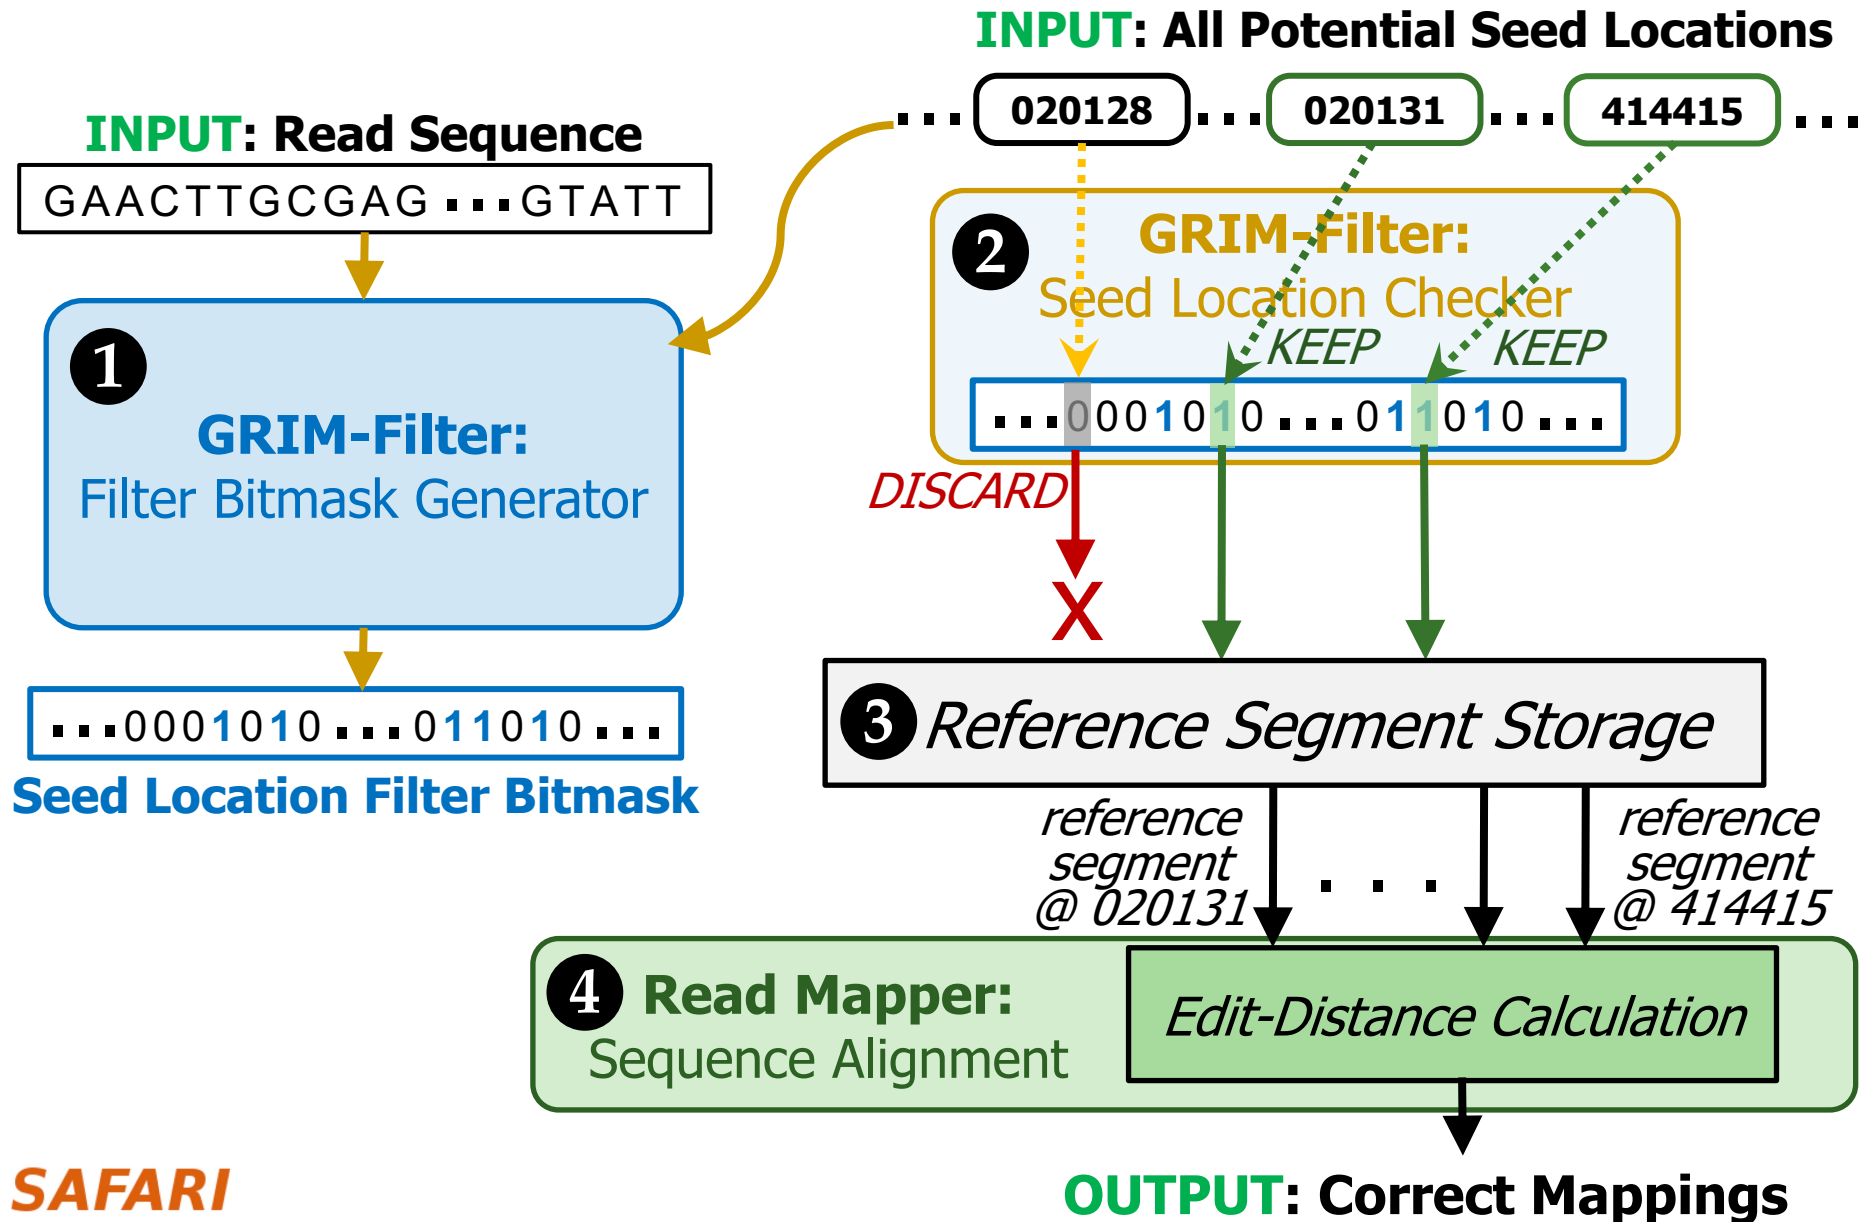 INPUT: All Potential Seed Locations
... 020128 ... 020131 ... 414415 ...
INPUT: Read Sequence
GAACTTGCGAG ... GTATT
1
GRIM-Filter:
Filter Bitmask Generator
...0001010...011010...
Seed Location Filter Bitmask
2
GRIM-Filter:
Seed Location Checker
KEEP
KEEP
...0001010...011010...
DISCARD
X
3 Reference Segment Storage
reference
segment
@ 020131
. . .
reference
segment
@ 414415
4 Read Mapper:
Sequence Alignment
Edit-Distance Calculation
OUTPUT: Correct Mappings
SAFARI